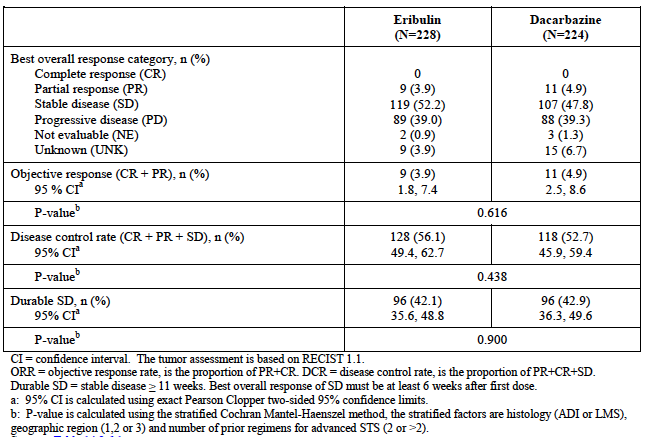 Eribulin Dacarbazine
(N=228) (N=224)
Best overall response category, n (%)
Complete response (CR) 0 0
Partial response (PR) 9 (3.9) 11 (4.9)
Stable disease (SD) 119 (52.2) 107 (47.8)
Progressive disease (PD) 89 (39.0) 88 (39.3)
Not evaluable (NE) 2 (0.9) 3 (1.3)
Unknown (UNK) 9 (3.9) 15 (6.7)
Objective response (CR + PR), n (%) 9 (3.9) 11 (4.9)
95 % CIa 1.8, 7.4 2.5, 8.6
P-valueb 0.616
Disease control rate (CR + PR + SD), n (%) 128 (56.1) 118 (52.7)
95% CIa 49.4, 62.7 45.9, 59.4
P-valueb 0.438
Durable SD, n (%) 96 (42.1) 96 (42.9)
95% CIa 35.6, 48.8 36.3, 49.6
P-valueb 0.900
CI = confidence interval. The tumor assessment is based on RECIST 1.1.
ORR = objective response rate, is the proportion of PR+CR. DCR = disease control rate, is the proportion of PR+CR+SD.
Durable SD = stable disease ≥ 11 weeks. Best overall response of SD must be at least 6 weeks after first dose.
a: 95% CI is calculated using exact Pearson Clopper two-sided 95% confidence limits.
b: P-value is calculated using the stratified Cochran Mantel-Haenszel method, the stratified factors are histology (ADI or LMS),
geographic region (1,2 or 3) and number of prior regimens for advanced STS (2 or >2).